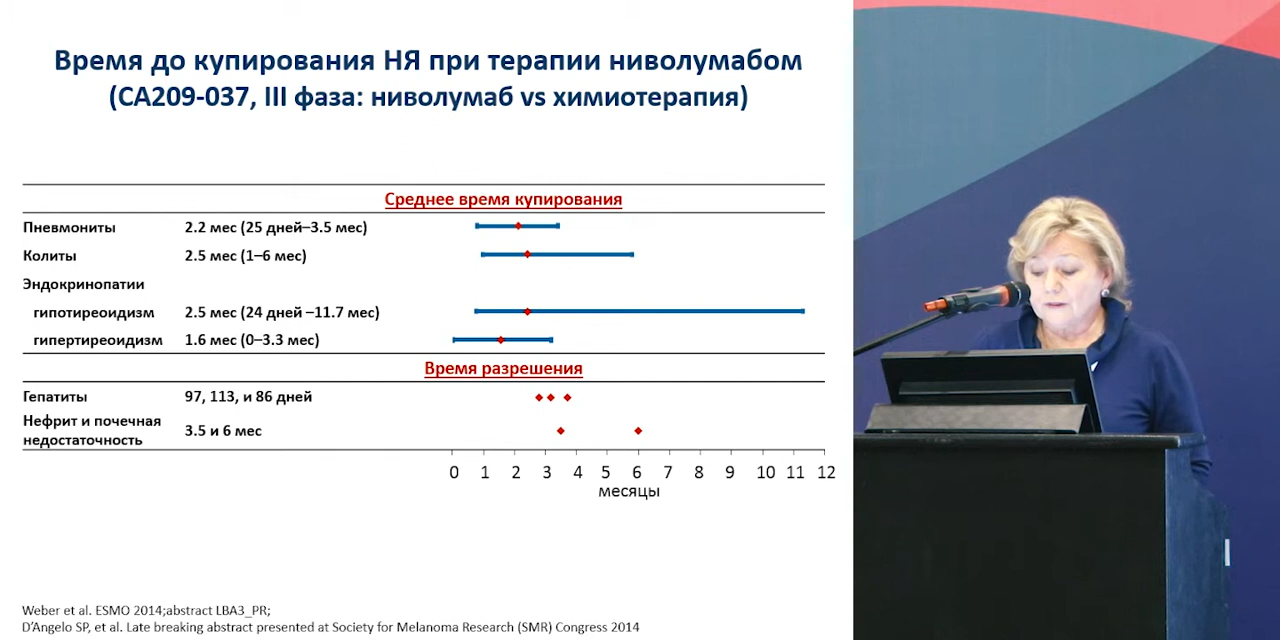 Время до купирования НЯ при терапии ниволумабом
(CA209-037, III фаза: ниволумаб vs химиотерапия)
Среднее время купирования
Пневмониты 2.2 мес (25 дней–3.5 мес)
Колиты 2.5 мес (1–6 мес)
Эндокринопатии
гипотиреоидизм 2.5 мес (24 дней –11.7 мес)
гипертиреоидизм 1.6 мес (0–3.3 мес)
Время разрешения
Гепатиты 97, 113, и 86 дней
Нефрит и почечная
недостаточность 3.5 и 6 мес
0 1 2 3 4 5 6 7 8 9 10 11 12
месяцы
Weber et al. ESMO 2014;abstract LBA3_PR;
D’Angelo SP, et al. Late breaking abstract presented at Society for Melanoma Research (SMR) Congress 2014